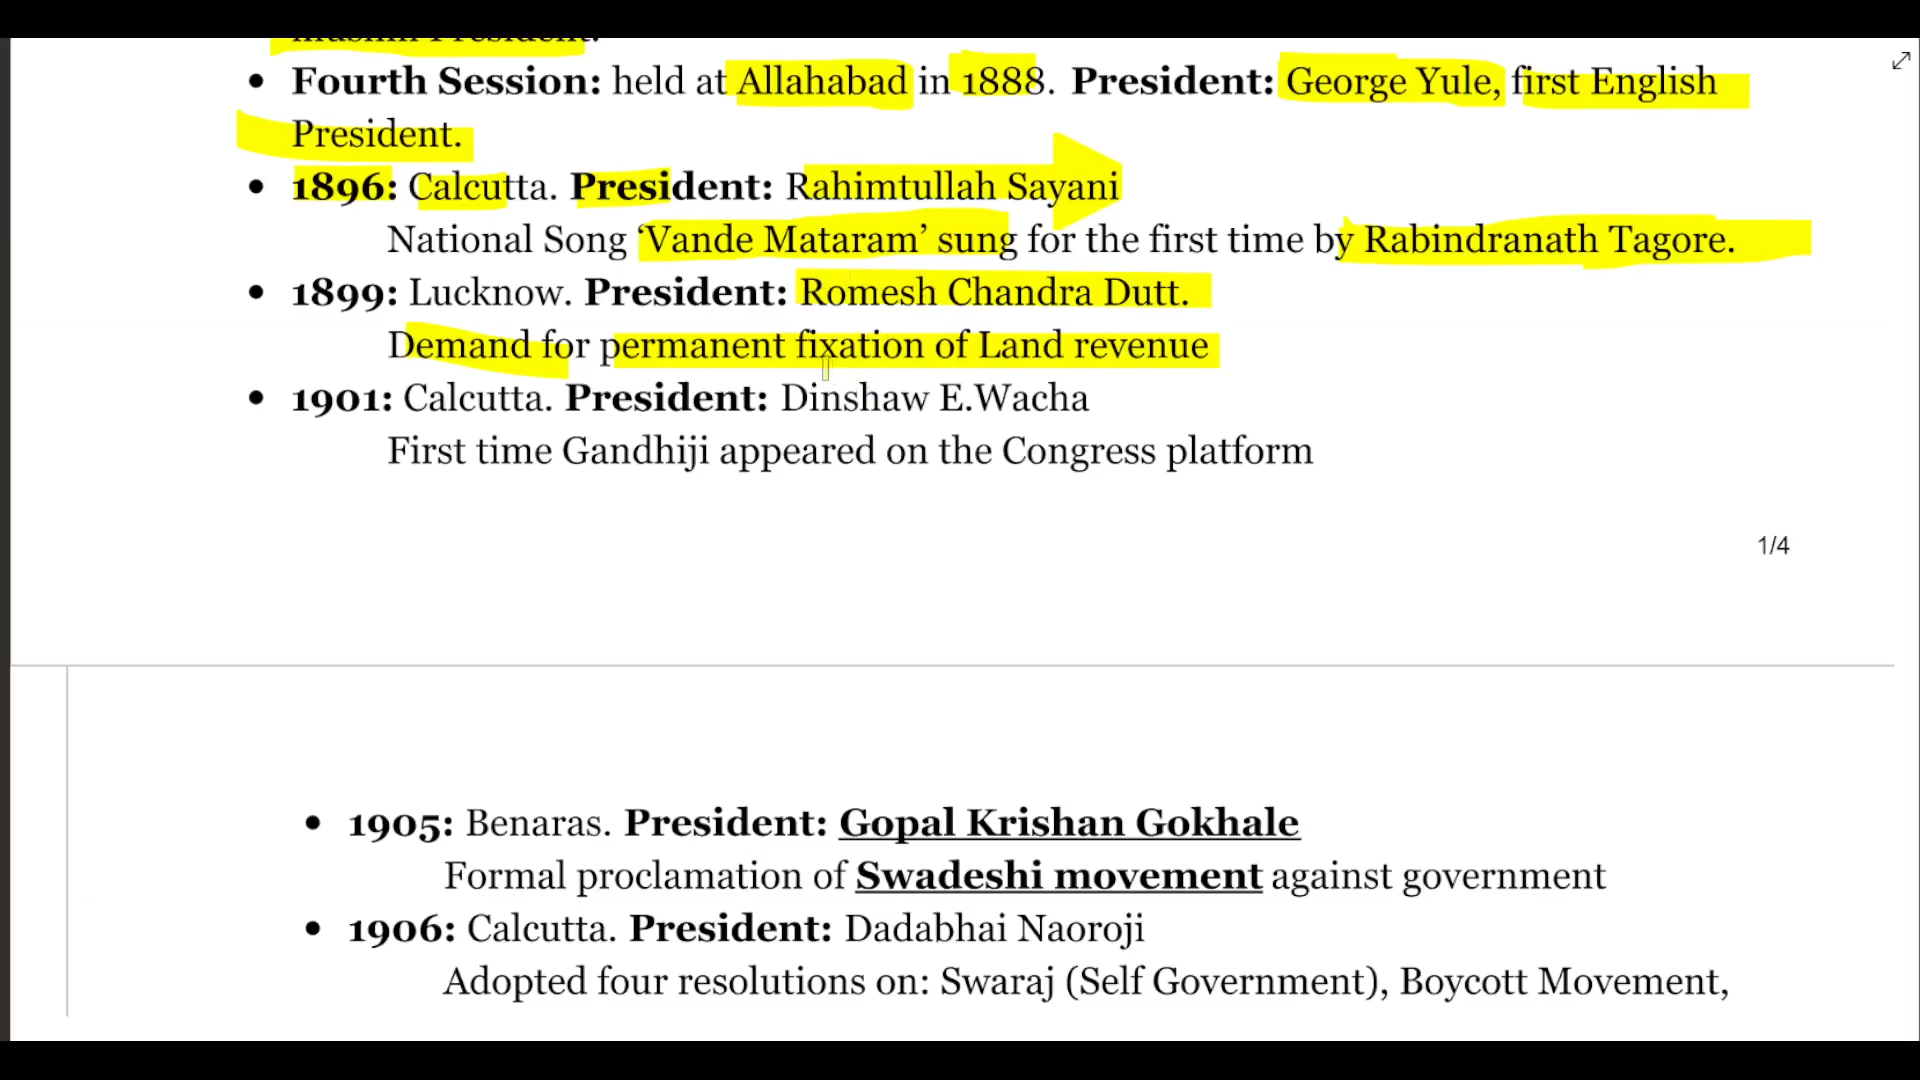 muslim President.
• Fourth Session: held at Allahabad in 1888. President: George Yule, first English
President.
• 1896: Calcutta. President: Rahimtullah Sayani
National Song ‘Vande Mataram’ sung for the first time by Rabindranath Tagore.
• 1899: Lucknow. President: Romesh Chandra Dutt.
Demand for permanent fixation of Land revenue
• 1901: Calcutta. President: Dinshaw E.Wacha
First time Gandhiji appeared on the Congress platform
1/4
• 1905: Benaras. President: Gopal Krishan Gokhale
Formal proclamation of Swadeshi movement against government
• 1906: Calcutta. President: Dadabhai Naoroji
Adopted four resolutions on: Swaraj (Self Government), Boycott Movement,